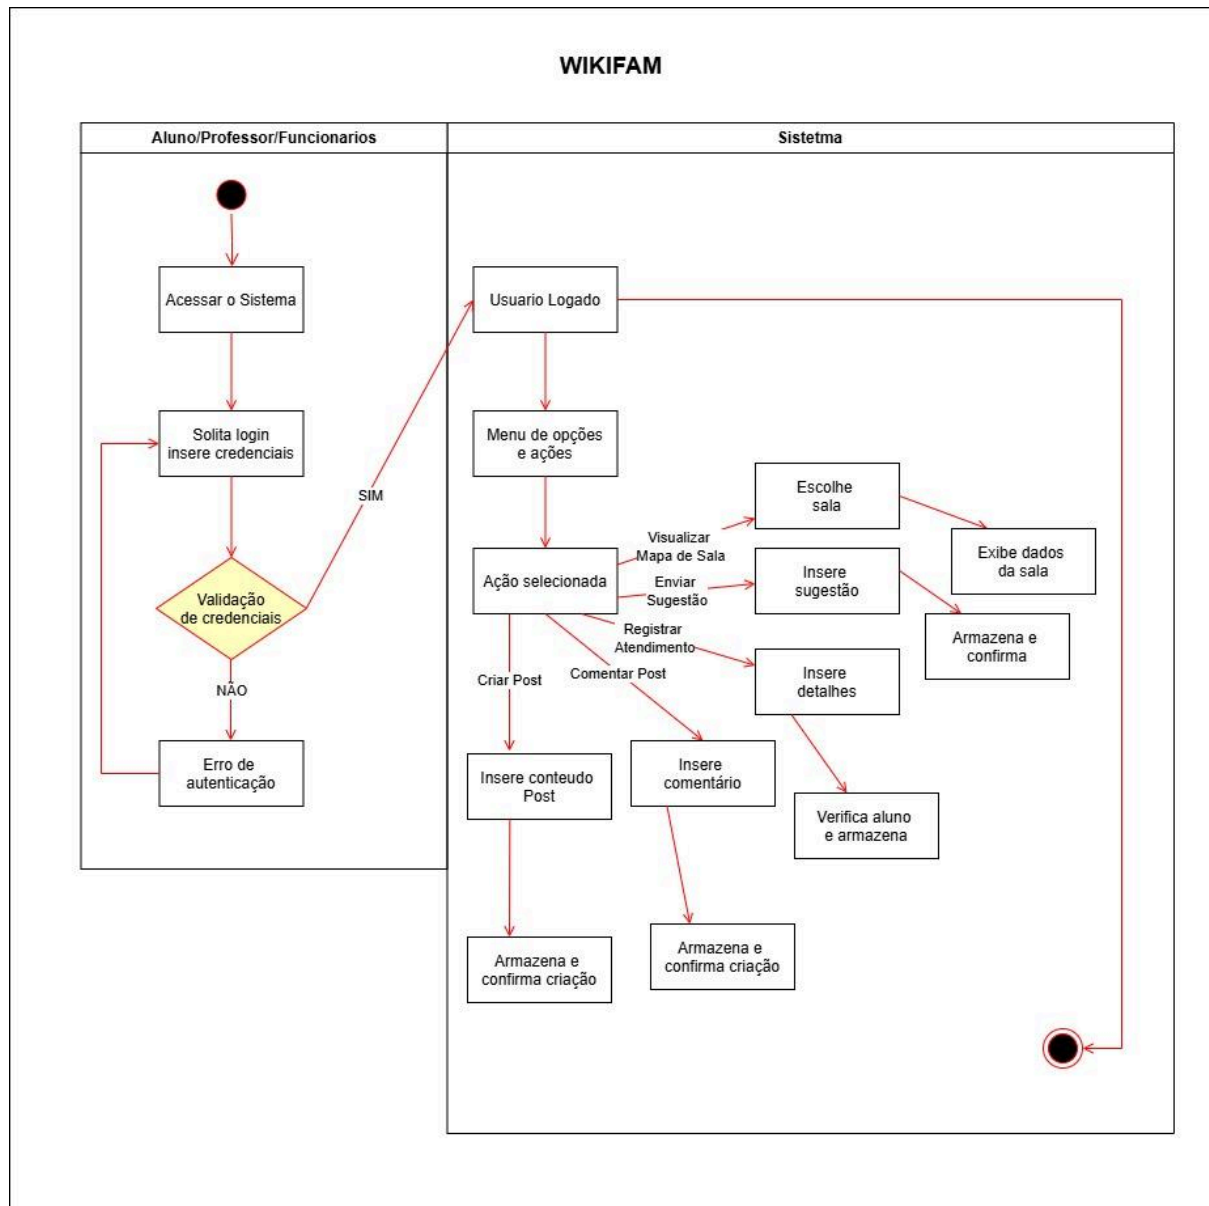 WIKIFAM
Aluno/Professor/Funcionarios
Sistetma
Acessar o Sistema
Usuario Logado
Solita login
insere credenciais
Menu de opções
e ações
SIM
Escolhe
sala
Visualizar
Mapa de Sala
Exibe dados
da sala
Ação selecionada
Enviar
Sugestão
Insere
sugestão
Validação
de credenciais
Armazena e
confirma
Registrar
Atendimento
Comentar Post
Criar Post
Insere
detalhes
NÃO
Erro de
autenticação
Insere conteudo
Post
Insere
comentário
Verifica aluno
e armazena
Armazena e
confirma criação
Armazena e
confirma criação